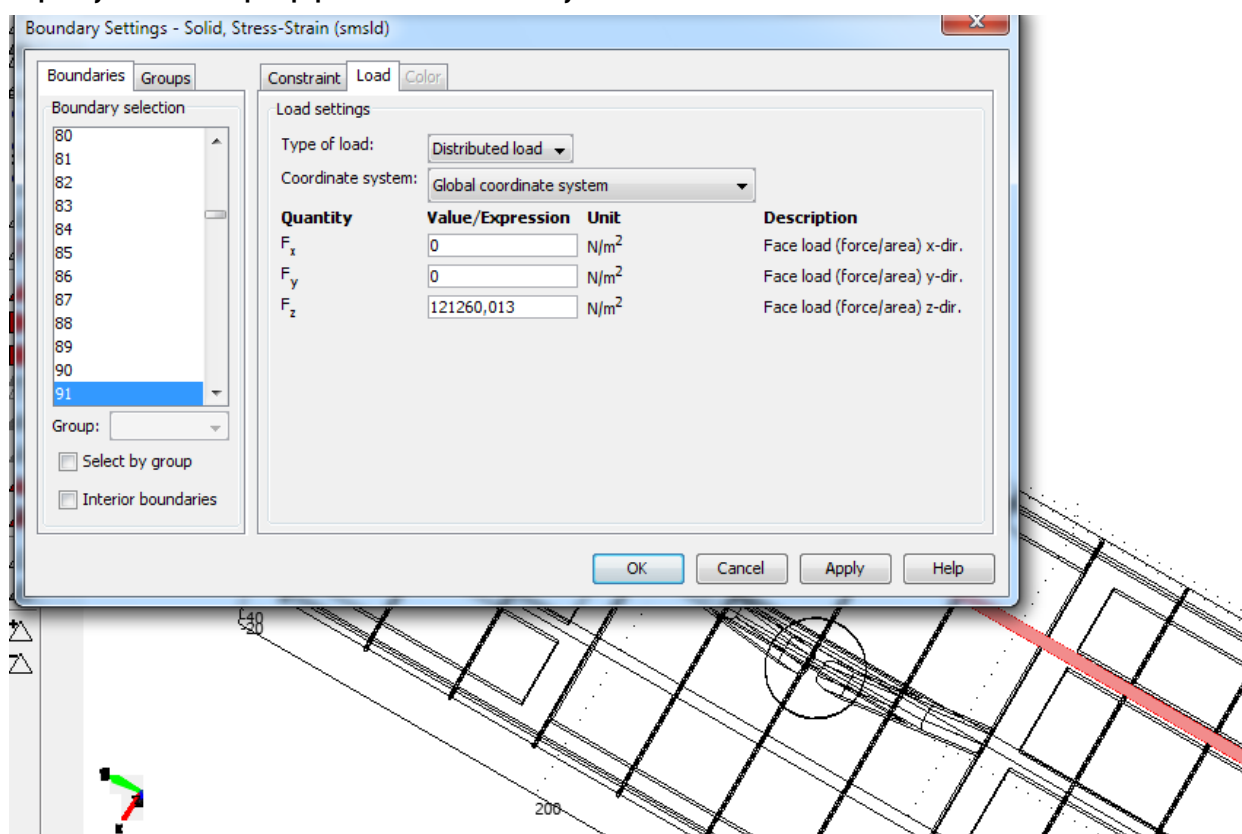 Boundary Settings - Solid, Stress-Strain (smsld)
Boundaries Groups
Constraint Load Color
Boundary selection
Load settings
80
81
82
83
84
85
86
87
88
89
90
91
Type of load: Distributed load
Coordinate system: Global coordinate system
Quantity Value/Expression Unit Description
Fx 0 N/m2 Face load (force/area) x-dir.
Fy 0 N/m2 Face load (force/area) y-dir.
Fz 121260,013 N/m2 Face load (force/area) z-dir.
Group:
Select by group
Interior boundaries
OK Cancel Apply Help
200